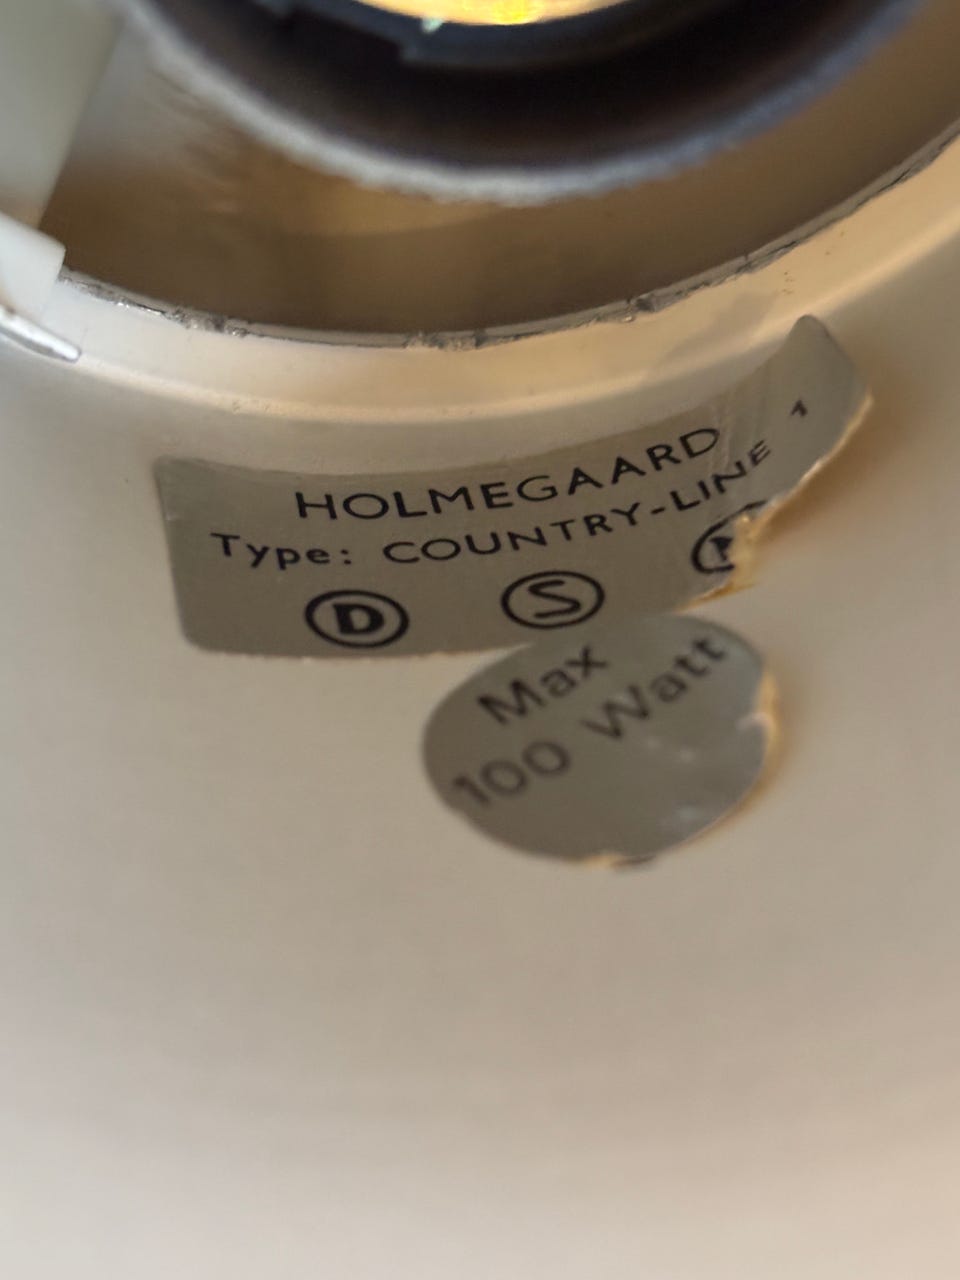 HOLMEGAARD
Type: COUNTRY-LINE 1
D S N
Max
100 Watt